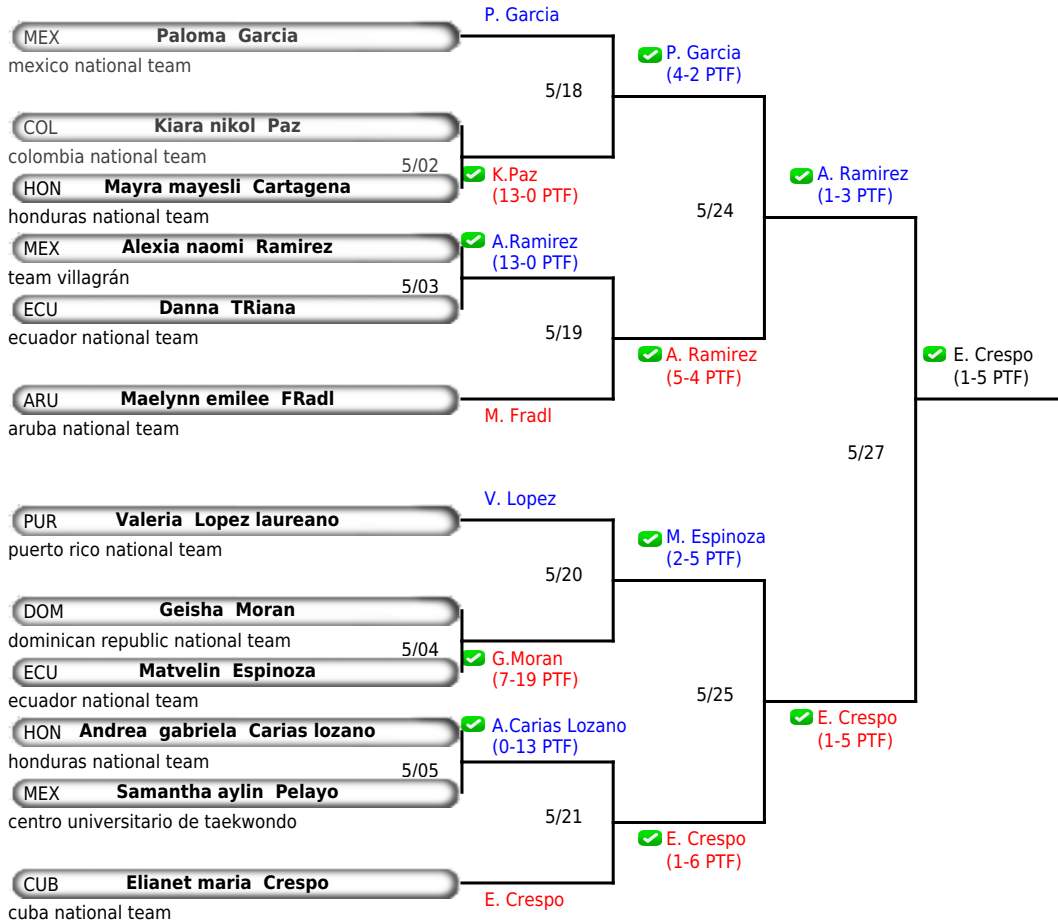 P. Garcia
MEX Paloma Garcia
mexico national team
P. Garcia
(4-2 PTF)
5/18
COL Kiara nikol Paz
colombia national team
5/02
K.Paz
(13-0 PTF)
HON Mayra mayesli Cartagena
honduras national team
A. Ramirez
(1-3 PTF)
5/24
MEX Alexia naomi Ramirez
team villagrán
A.Ramirez
(13-0 PTF)
5/03
ECU Danna TRiana
ecuador national team
5/19
A. Ramirez
(5-4 PTF)
E. Crespo
(1-5 PTF)
ARU Maelynn emilee FRadl
aruba national team
M. Fradl
5/27
V. Lopez
PUR Valeria Lopez laureano
puerto rico national team
M. Espinoza
(2-5 PTF)
5/20
DOM Geisha Moran
dominican republic national team
5/04
G.Moran
(7-19 PTF)
ECU Matvelin Espinoza
ecuador national team
5/25
E. Crespo
(1-5 PTF)
HON Andrea gabriela Carias lozano
honduras national team
A.Carias Lozano
(0-13 PTF)
5/05
MEX Samantha aylin Pelayo
centro universitario de taekwondo
5/21
E. Crespo
(1-6 PTF)
CUB Elianet maria Crespo
cuba national team
E. Crespo